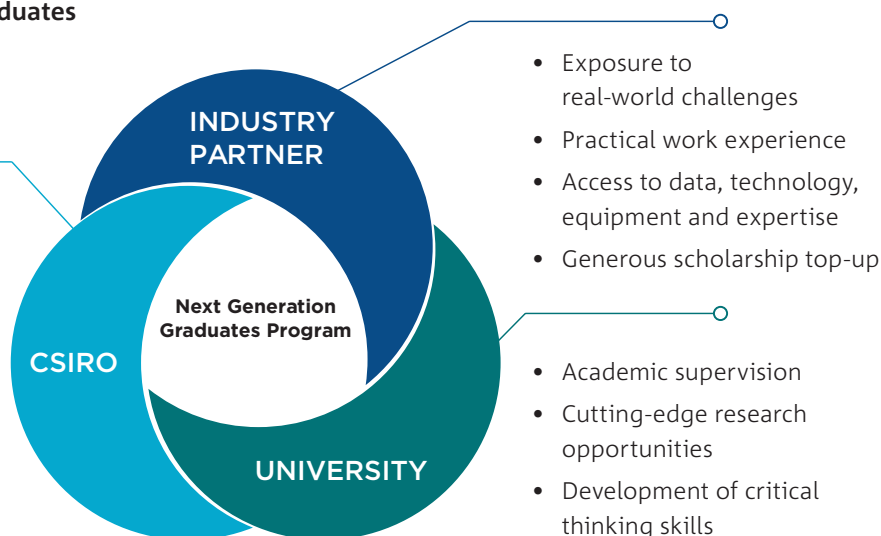 INDUSTRY
PARTNER
• Exposure to
real-world challenges
• Practical work experience
• Access to data, technology,
equipment and expertise
• Generous scholarship top-up
Next Generation
Graduates Program
CSIRO
UNIVERSITY
• Academic supervision
• Cutting-edge research
opportunities
• Development of critical
thinking skills